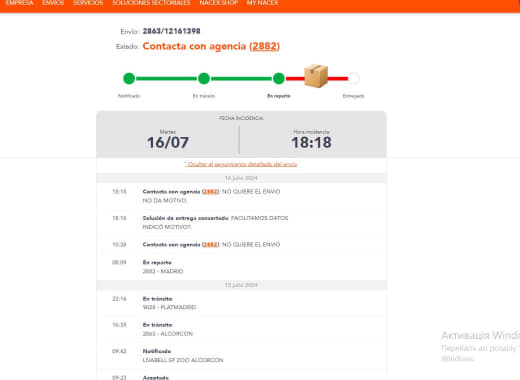 EMPRESA ENVIOS SERVICIOS SOLUCIONES SECTORIALES NACEX.SHOP MY NACEX
Envío: 2863/12161398
Estado: Contacta con agencia (2882)
Notificado En tránsito En reparto Entregado
FECHA INCIDENCIA
Martes Hora incidencia
16/07 18:18
Ocultar el seguimiento detallado del envío
16 julio 2024
18:18 Contacta con agencia (2882): NO QUIERE EL ENVIO
NO DA MOTIVO.
18:16 Solución de entrega concertada: FACILITAMOS DATOS
INDICÓ MOTIVO?.
10:38 Contacta con agencia (2882): NO QUIERE EL ENVIO
08:09 En reparto
2882 - MADRID
15 julio 2024
22:16 En tránsito
9028 - PLATMADRID
16:35 En tránsito
2863 - ALCORCON
09:42 Notificado
LIVABELL SP ZOO ALCORCON
09:23 Aceptado
Активація Windo
Перейдіть до розділу "
Windows.